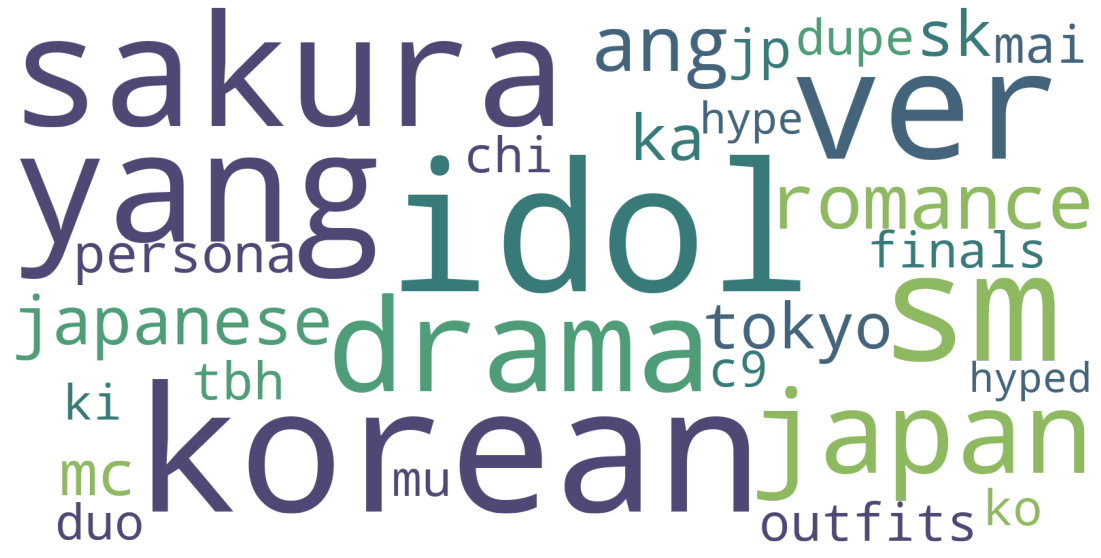 sakura
ang
jp
dupe
sk
mai
ver
hype
ka
chi
yang
idol
romance
persona
finals
sm
japanese
drama
tokyo
c9
hyped
tbh
ki
korean
japan
mc
mu
duo
outfits
ko